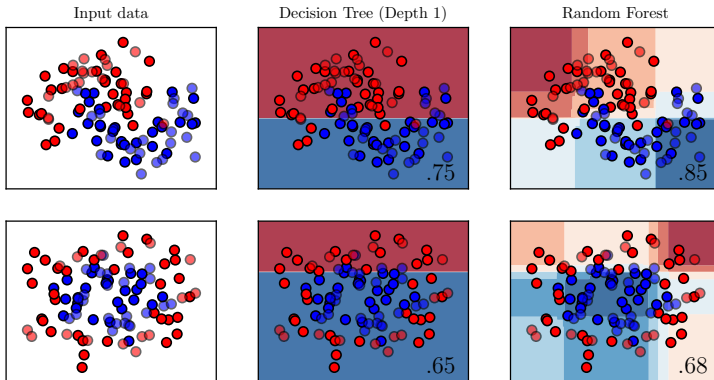 Input data
Decision Tree (Depth 1)
Random Forest
.75
.85
.65
.68